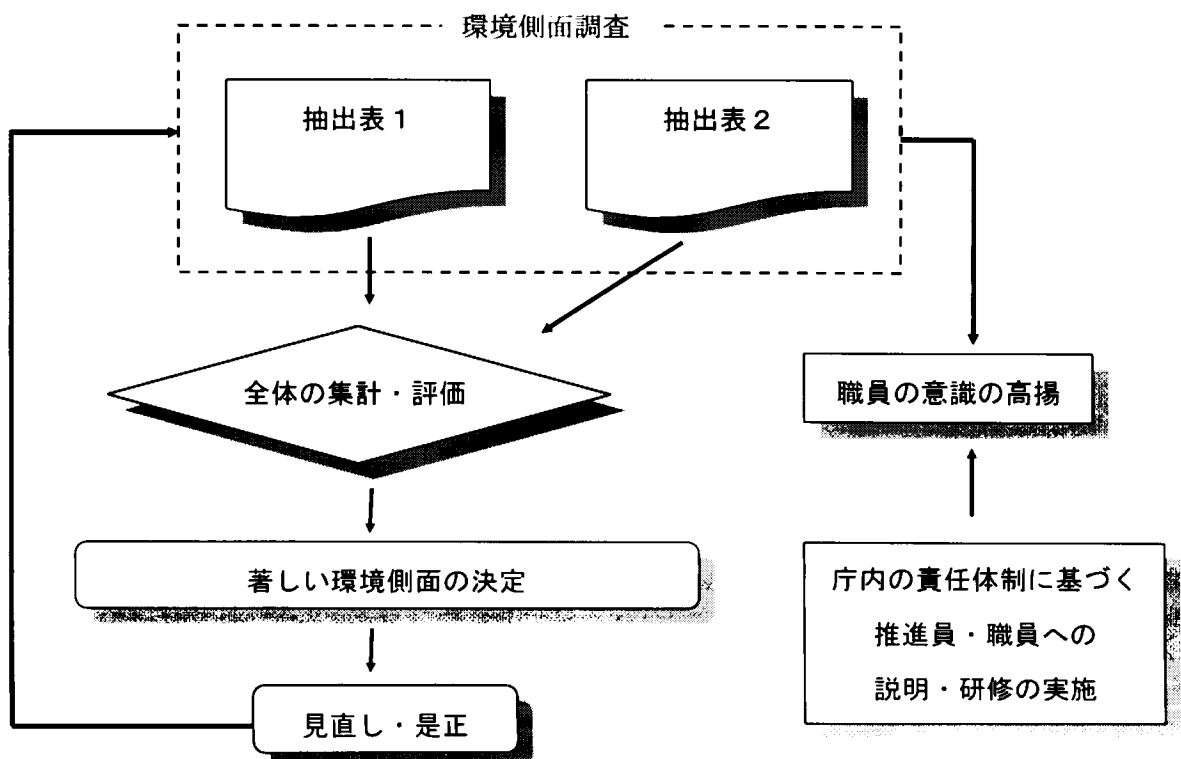 環境側面調査
抽出表1
抽出表2
全体の集計・評価
職員の意識の高揚
著しい環境側面の決定
庁内の責任体制に基づく
推進員・職員への
説明・研修の実施
見直し・是正